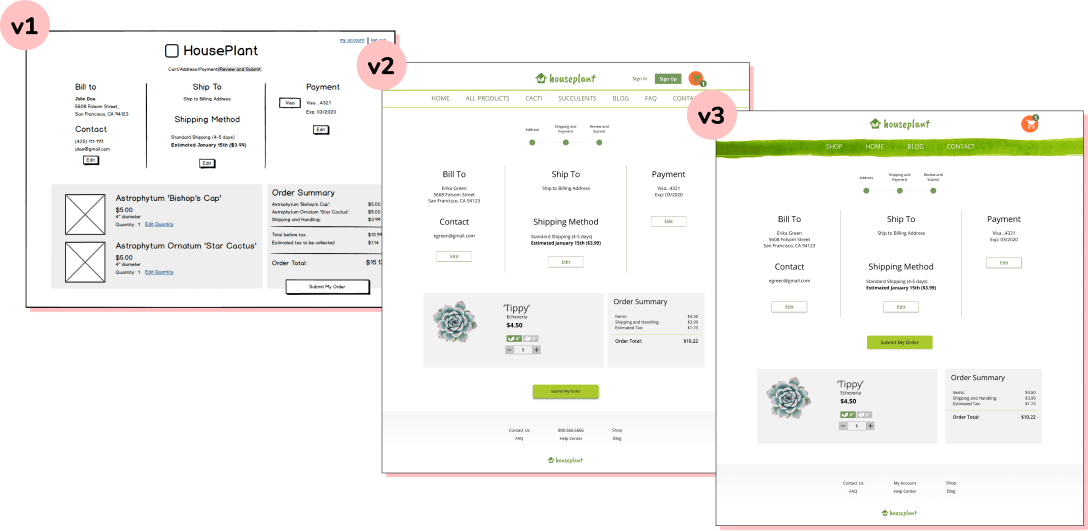 v1
my account
HousePlant
Cart/Address/Payment/Review and Submit
Bill to
John Doe
5608 Folsom Street,
San Francisco, CA 94123
Contact
(425) 111-1111
jdoe@gmail.com
Edit
Ship To
Ship to Billing Address
Shipping Method
Standard Shipping (4-5 days)
Estimated January 15th ($3.99)
Edit
Payment
Visa
Visa ..4321
Exp: 03/2020
Edit
Astrophytum 'Bishop's Cap'
$5.00
4" diameter
Quantity : 1 Edit Quantity
Astrophytum Ornatum 'Star Cactus'
$5.00
4" diameter
Quantity : 1 Edit Quantity
Order Summary
Astrophytum 'Bishop's Cap': $5.00
Astrophytum Ornatum 'Star Cactus': $5.00
Shipping and Handling: $3.99
Total before tax: $13.99
Estimated tax to be collected: $1.14
Order Total: $15.13
Submit My Order
v2
houseplant
Sign In Sign Up
1
HOME ALL PRODUCTS CACTI SUCCULENTS BLOG FAQ
Address
Shipping and
Payment
Review and
Submit
Bill To
Erika Green
5608 Folsom Street
San Francisco, CA 94123
Contact
egreen@gmail.com
Edit
Ship To
Ship to Billing Address
Shipping Method
Standard Shipping (4-5 days)
Estimated January 15th ($3.99)
Edit
Payment
Visa...4321
Exp: 03/2020
Edit
'Tippy'
Echeveria
$4.50
4" 6"
− 1 +
Order Summary
Items: $4.50
Shipping and Handling: $3.99
Estimated Tax: $1.73
Order Total: $10.22
Submit My Order
Contact Us 800.666.6666 Shop
FAQ Help Center Blog
houseplant
v3
houseplant
1
SHOP HOME BLOG CONTACT
Address
Shipping and
Payment
Review and
Submit
Bill To
Erika Green
5608 Folsom Street
San Francisco, CA 94123
Contact
egreen@gmail.com
Edit
Ship To
Ship to Billing Address
Shipping Method
Standard Shipping (4-5 days)
Estimated January 15th ($3.99)
Edit
Payment
Visa...4321
Exp: 03/2020
Edit
Submit My Order
'Tippy'
Echeveria
$4.50
4" 6"
− 1 +
Order Summary
Items: $4.50
Shipping and Handling: $3.99
Estimated Tax: $1.73
Order Total: $10.22
Contact Us My Account Shop
FAQ Help Center Blog
houseplant